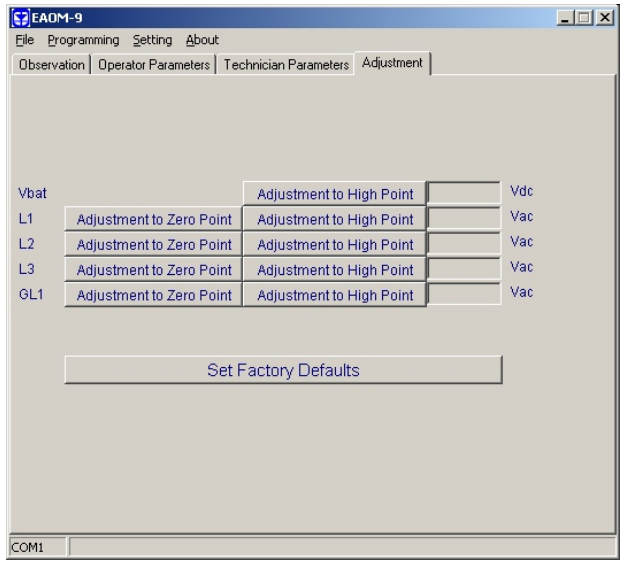 EAOM-9
File Programming Setting About
Observation Operator Parameters Technician Parameters Adjustment
Vbat Adjustment to High Point Vdc
L1 Adjustment to Zero Point Adjustment to High Point Vac
L2 Adjustment to Zero Point Adjustment to High Point Vac
L3 Adjustment to Zero Point Adjustment to High Point Vac
GL1 Adjustment to Zero Point Adjustment to High Point Vac
Set Factory Defaults
COM1